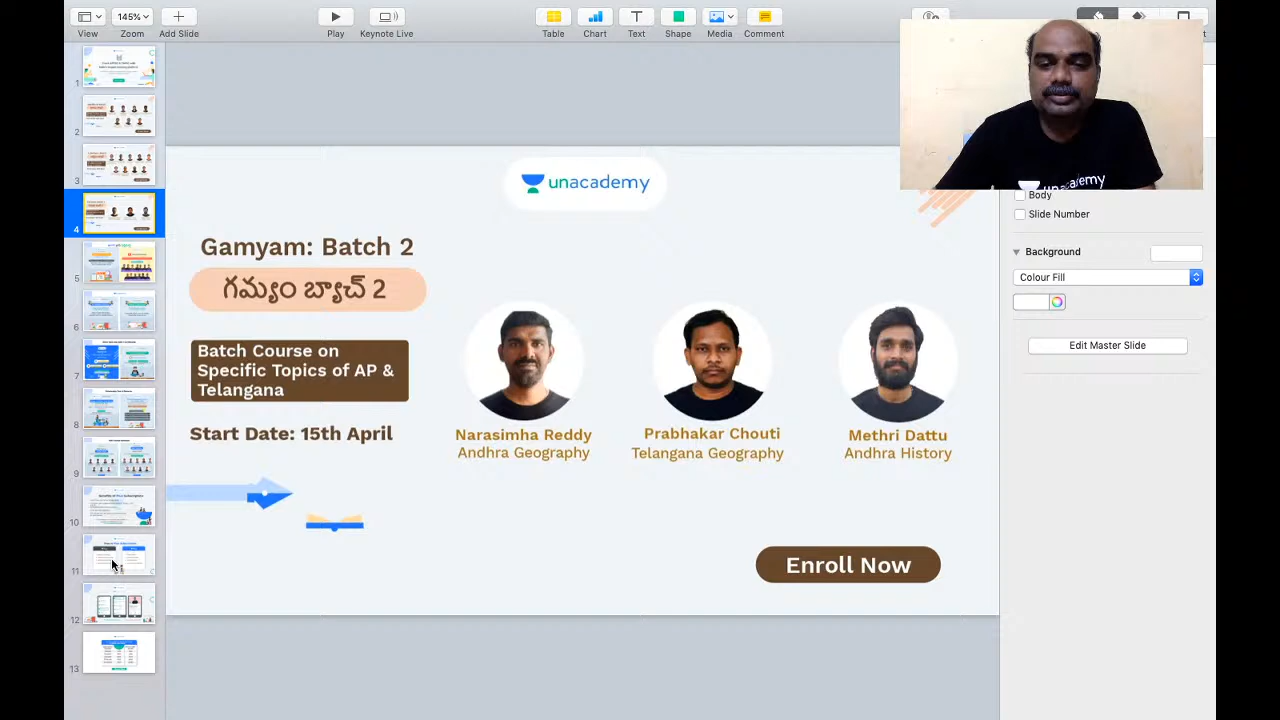 145%
View
Zoom
Add Slide
Play
Keynote Live
Table
Chart
Text
Shape
Media
Comment
unacademy
Body
Slide Number
Background
Colour Fill
Edit Master Slide
unacademy
Gamyam: Batch 2
గమ్యం బ్యాచ్ 2
Batch Course on
Specific Topics of AP &
Telangana
Start Date: 15th April
Narasimha Reddy
Andhra Geography
Prabhakar Chouti
Telangana Geography
Methri Dattu
Andhra History
Enroll Now
1
2
3
4
5
6
7
8
9
10
11
12
13